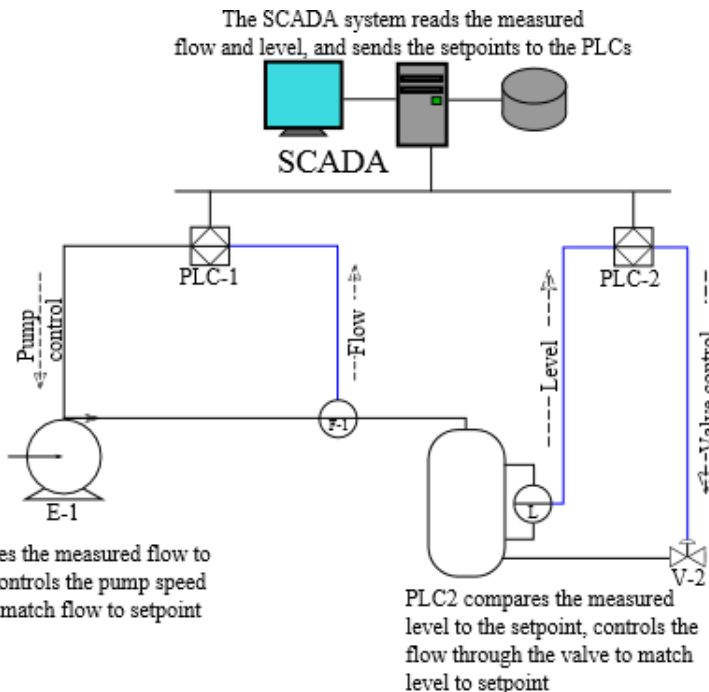 The SCADA system reads the measured
flow and level, and sends the setpoints to the PLCs
SCADA
PLC-1
PLC-2
Pump
control
Flow
Level
Valve control
F-1
L
E-1
V-2
es the measured flow to
ontrols the pump speed
match flow to setpoint
PLC2 compares the measured
level to the setpoint, controls the
flow through the valve to match
level to setpoint